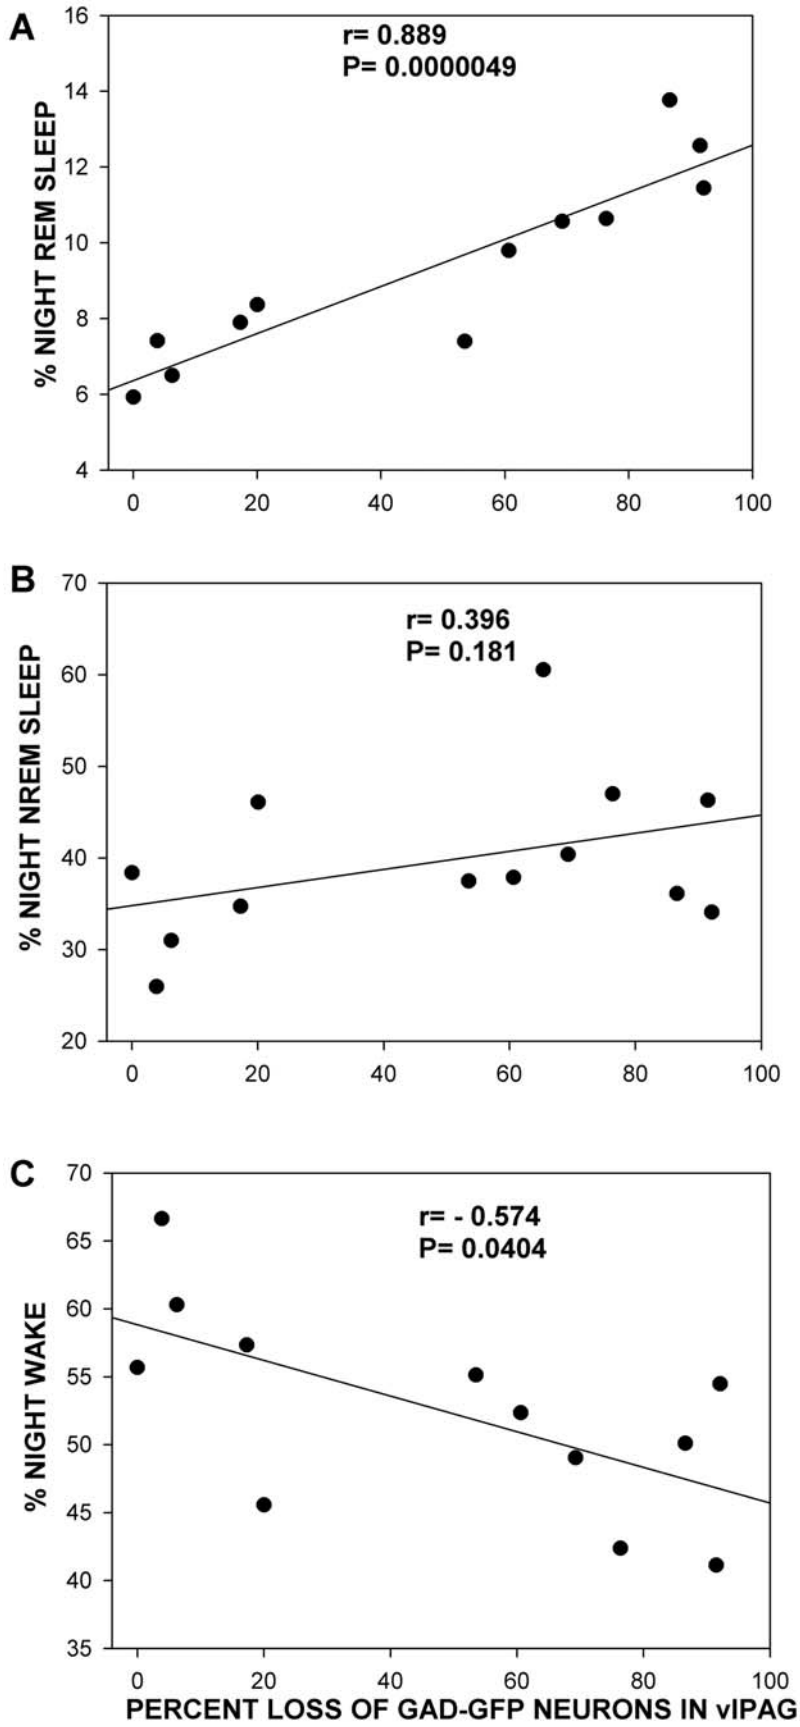 A
r= 0.889
P= 0.0000049
% NIGHT REM SLEEP
16
14
12
10
8
6
4
0 20 40 60 80 100
B
r= 0.396
P= 0.181
% NIGHT NREM SLEEP
70
60
50
40
30
20
0 20 40 60 80 100
C
r= - 0.574
P= 0.0404
% NIGHT WAKE
70
65
60
55
50
45
40
35
0 20 40 60 80 100
PERCENT LOSS OF GAD-GFP NEURONS IN vlPAG